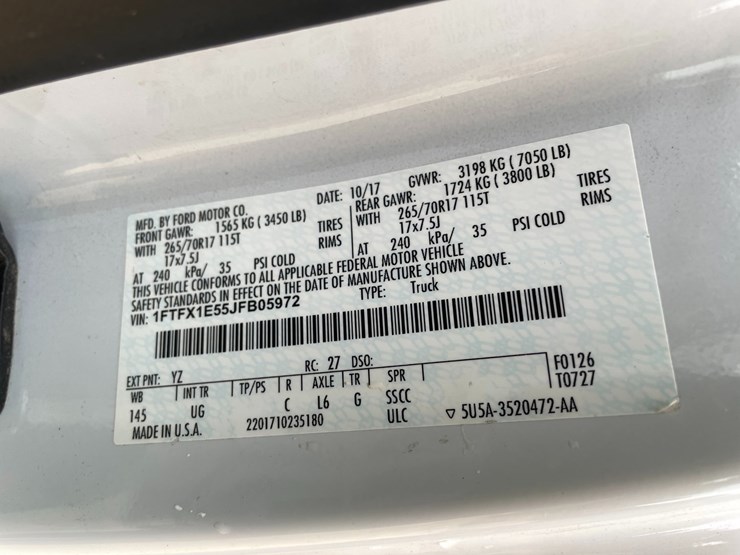 MFD. BY FORD MOTOR CO. DATE: 10/17 GVWR: 3198 KG ( 7050 LB)
FRONT GAWR: 1565 KG ( 3450 LB) REAR GAWR: 1724 KG ( 3800 LB)
WITH 265/70R17 115T TIRES WITH 265/70R17 115T TIRES
17x7.5J RIMS 17x7.5J RIMS
AT 240 kPa/ 35 PSI COLD AT 240 kPa/ 35 PSI COLD
THIS VEHICLE CONFORMS TO ALL APPLICABLE FEDERAL MOTOR VEHICLE
SAFETY STANDARDS IN EFFECT ON THE DATE OF MANUFACTURE SHOWN ABOVE.
VIN: 1FTFX1E55JFB05972 TYPE: Truck
EXT PNT: YZ RC: 27 DSO: F0126
WB INT TR TP/PS R AXLE TR SPR T0727
145 UG C L6 G SSCC
MADE IN U.S.A. 2201710235180 ULC ▽ 5U5A-3520472-AA